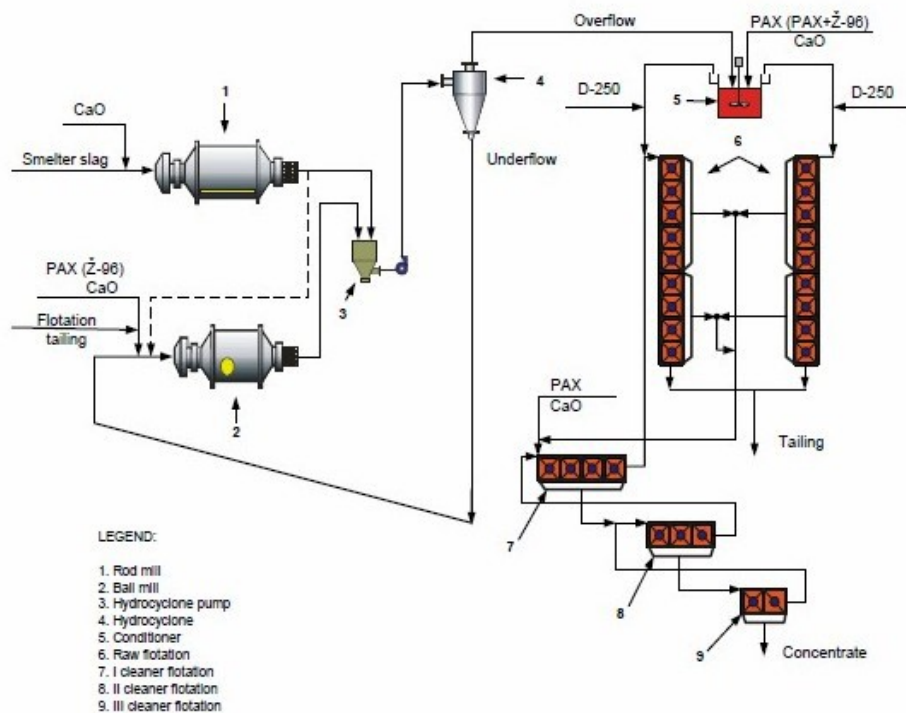 Overflow
PAX (PAX+Ž-96)
CaO
1
4
D-250
5
D-250
CaO
Smelter slag
Underflow
6
PAX (Ž-96)
CaO
3
Flotation
tailing
2
PAX
CaO
Tailing
7
8
9
Concentrate
LEGEND:
1. Rod mill
2. Ball mill
3. Hydrocyclone pump
4. Hydrocyclone
5. Conditioner
6. Raw flotation
7. I cleaner flotation
8. II cleaner flotation
9. III cleaner flotation